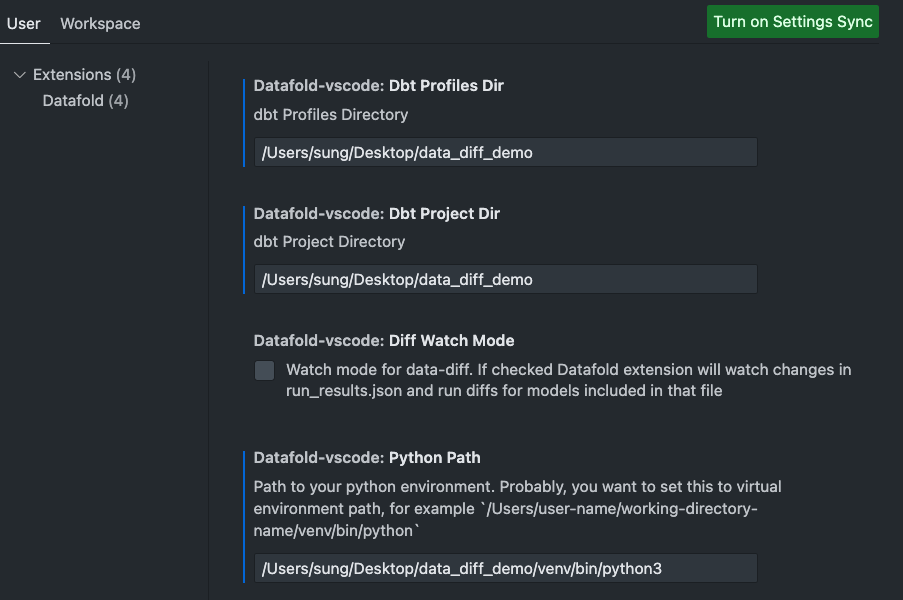 User Workspace Turn on Settings Sync
Extensions (4)
Datafold (4)
Datafold-vscode: Dbt Profiles Dir
dbt Profiles Directory
/Users/sung/Desktop/data_diff_demo
Datafold-vscode: Dbt Project Dir
dbt Project Directory
/Users/sung/Desktop/data_diff_demo
Datafold-vscode: Diff Watch Mode
Watch mode for data-diff. If checked Datafold extension will watch changes in
run_results.json and run diffs for models included in that file
Datafold-vscode: Python Path
Path to your python environment. Probably, you want to set this to virtual
environment path, for example `/Users/user-name/working-directory-
name/venv/bin/python`
/Users/sung/Desktop/data_diff_demo/venv/bin/python3